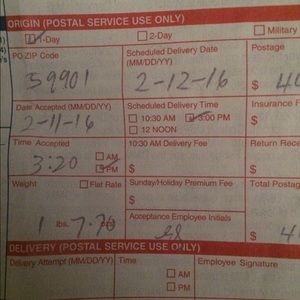 ORIGIN (POSTAL SERVICE USE ONLY)
1-Day 2-Day Military
PO ZIP Code Scheduled Delivery Date (MM/DD/YY) Postage
59901 2-12-16 $
Date Accepted (MM/DD/YY) Scheduled Delivery Time Insurance F
2-11-16 10:30 AM 3:00 PM
12 NOON $
Time Accepted 10:30 AM Delivery Fee Return Rece
3:20 AM
PM $ $
Weight Flat Rate Sunday/Holiday Premium Fee Total Postag
$
1 lbs. 7.70 ozs. Acceptance Employee Initials
$ 4
DELIVERY (POSTAL SERVICE USE ONLY)
Delivery Attempt (MM/DD/YY) Time Employee Signature
AM
PM